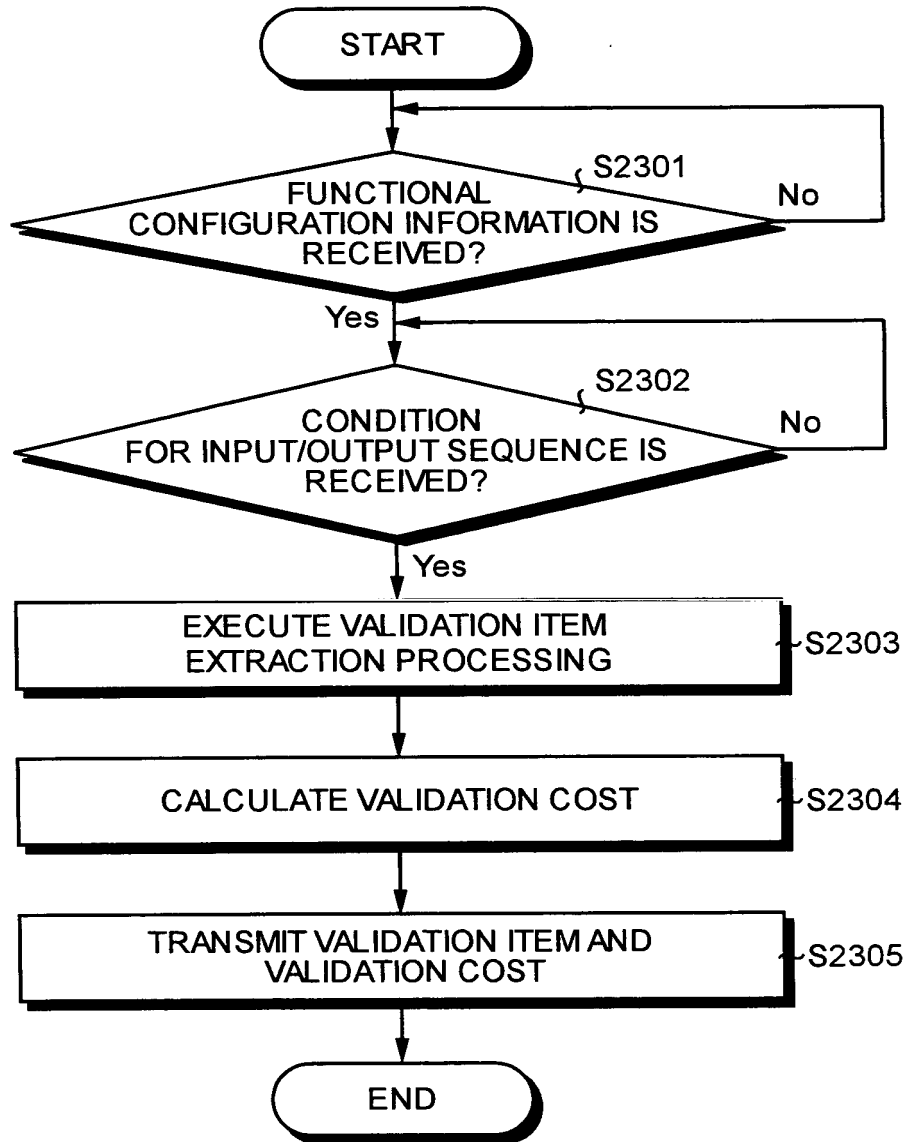 START
S2301
FUNCTIONAL
CONFIGURATION INFORMATION IS
RECEIVED?
No
Yes
S2302
CONDITION
FOR INPUT/OUTPUT SEQUENCE IS
RECEIVED?
No
Yes
EXECUTE VALIDATION ITEM
EXTRACTION PROCESSING
S2303
CALCULATE VALIDATION COST
S2304
TRANSMIT VALIDATION ITEM AND
VALIDATION COST
S2305
END